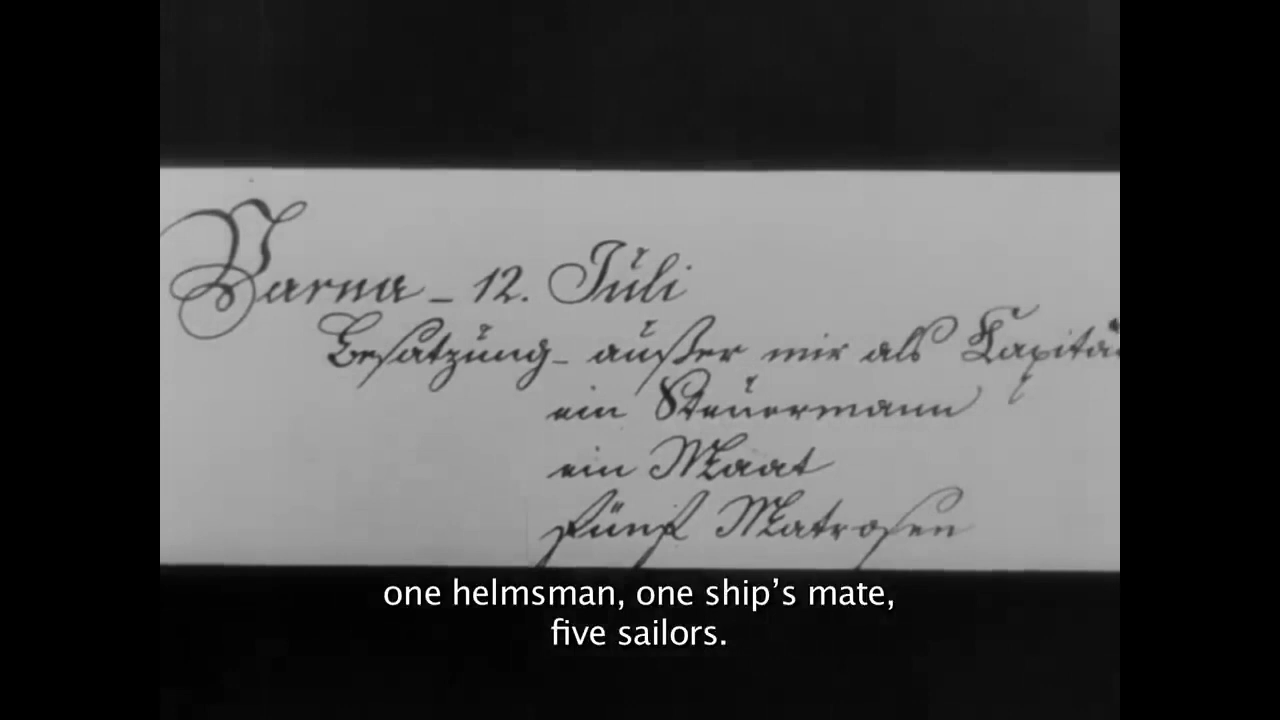 Varna - 12. Juli
Besatzung - außer mir als Kapitä
ein Steuermann
ein Maat
fünf Matrosen
one helmsman, one ship’s mate,
five sailors.